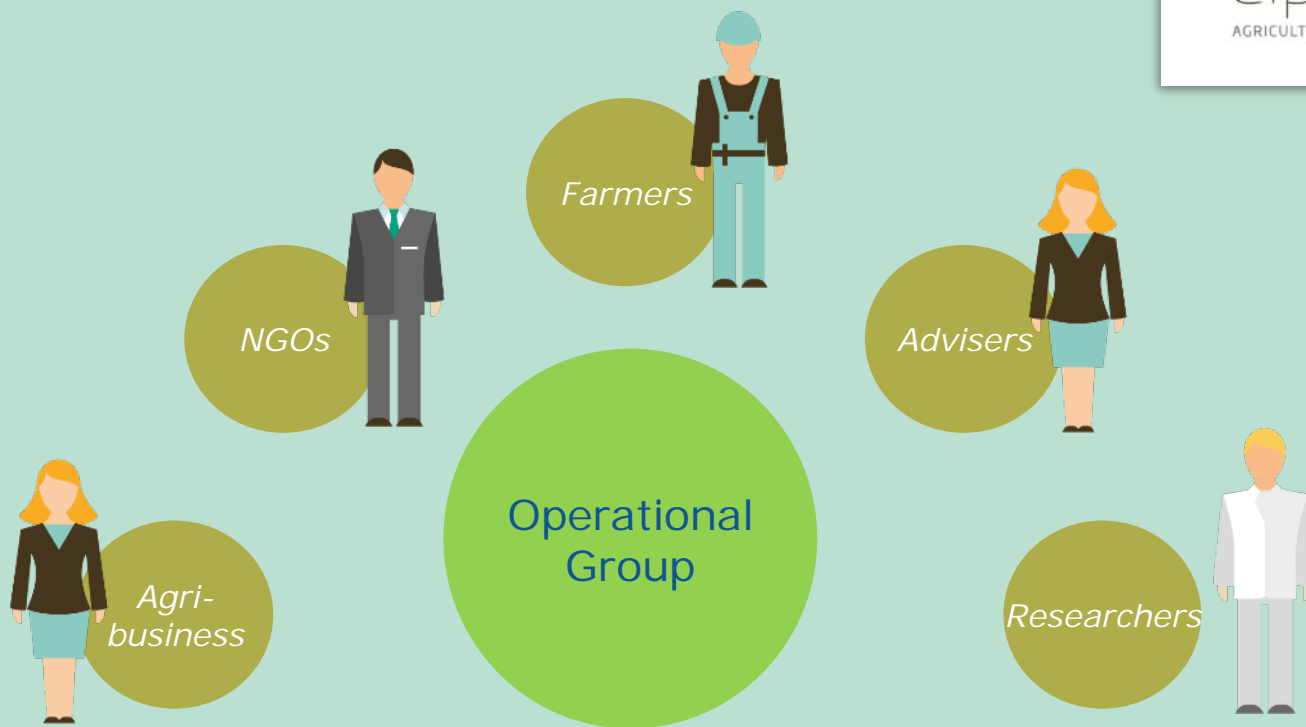 AGRICULT
Farmers
NGOs
Advisers
Operational
Group
Agri-
business
Researchers